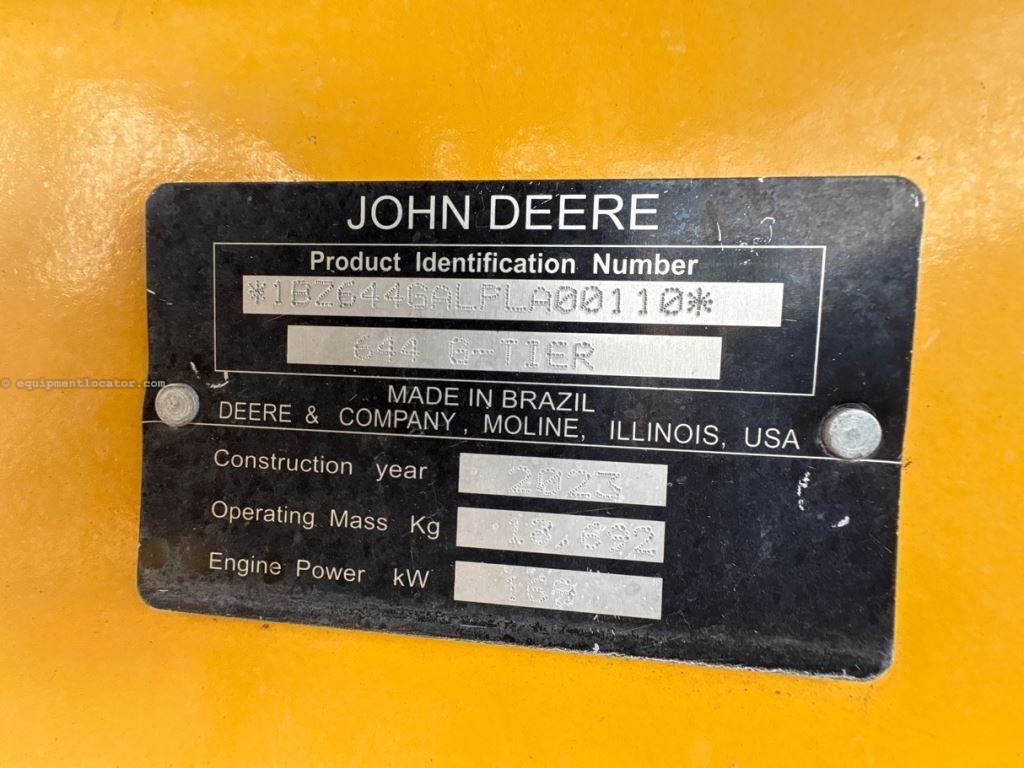 JOHN DEERE
Product Identification Number
*1BZ644GALPLA00110*
644 G-TIER
© equipmentlocator.com
MADE IN BRAZIL
DEERE & COMPANY, MOLINE, ILLINOIS, USA
Construction year 2023
Operating Mass Kg
Engine Power kW